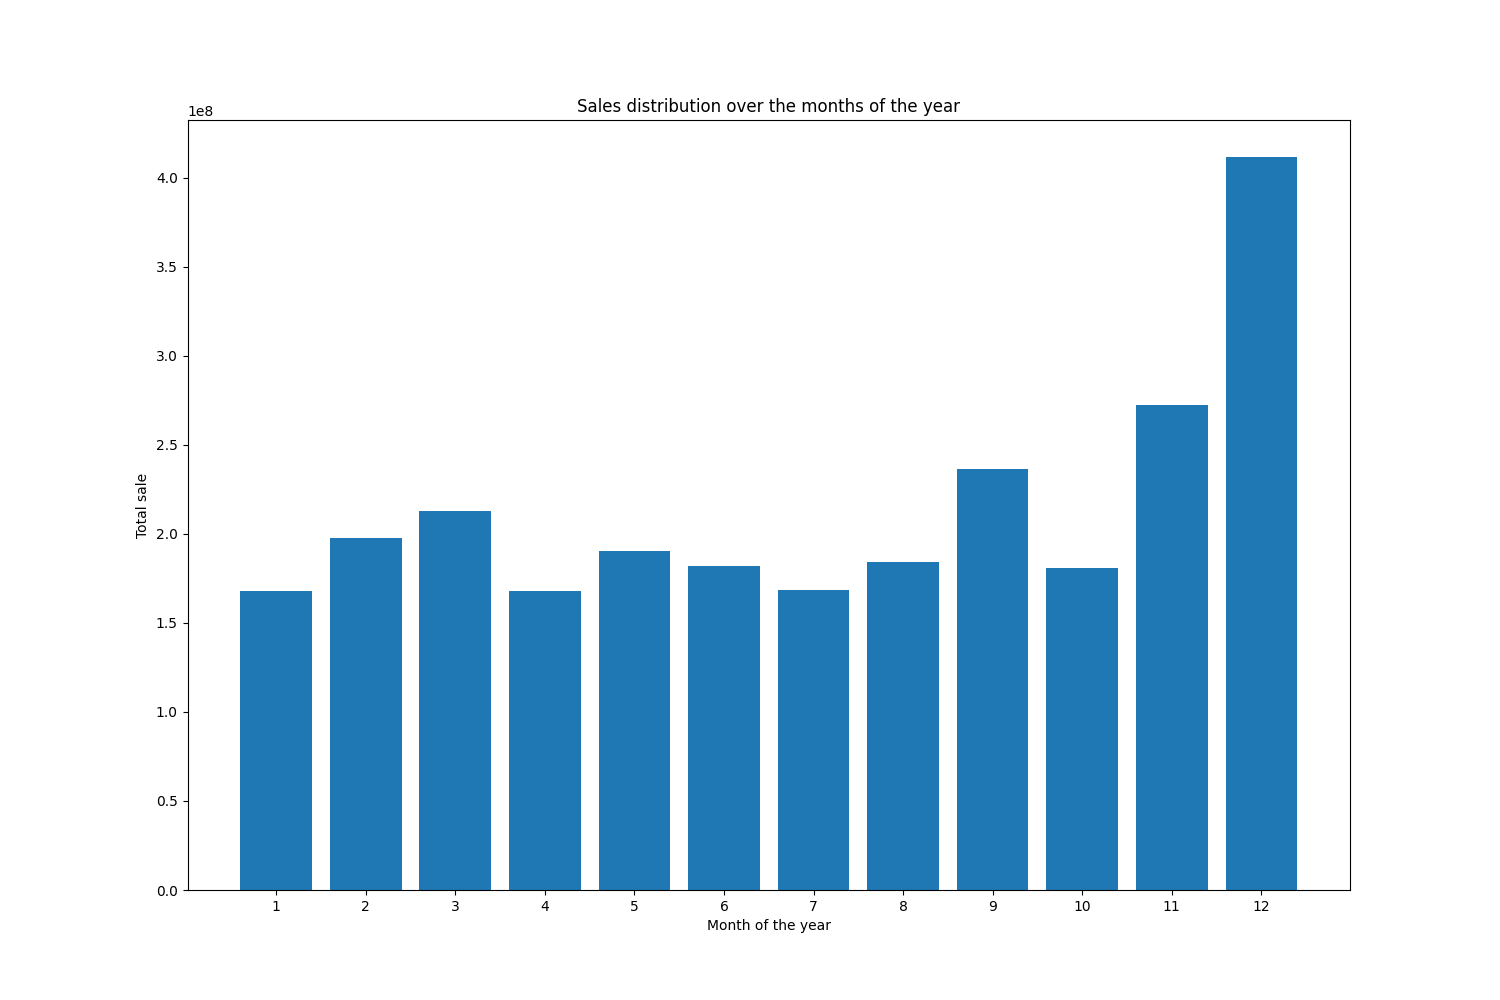 Sales distribution over the months of the year
1e8
4.0
3.5
3.0
2.5
2.0
1.5
1.0
0.5
0.0
Total sale
1 2 3 4 5 6 7 8 9 10 11 12
Month of the year